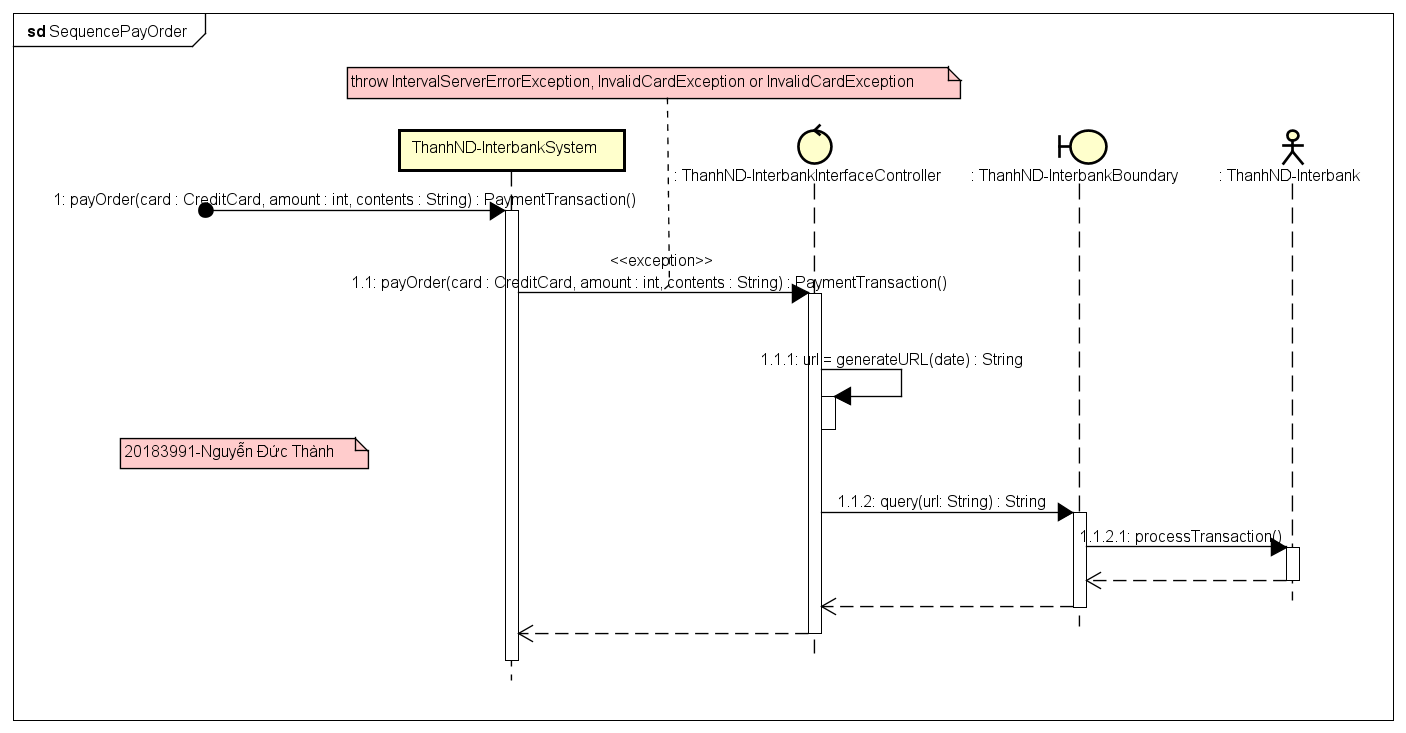 sd SequencePayOrder
throw IntervalServerErrorException, InvalidCardException or InvalidCardException
ThanhND-InterbankSystem
: ThanhND-InterbankInterfaceController
: ThanhND-InterbankBoundary
: ThanhND-Interbank
1: payOrder(card : CreditCard, amount : int, contents : String) : PaymentTransaction()
<<exception>>
1.1: payOrder(card : CreditCard, amount : int, contents : String) : PaymentTransaction()
1.1.1: url = generateURL(date) : String
20183991-Nguyễn Đức Thành
1.1.2: query(url: String) : String
1.1.2.1: processTransaction()